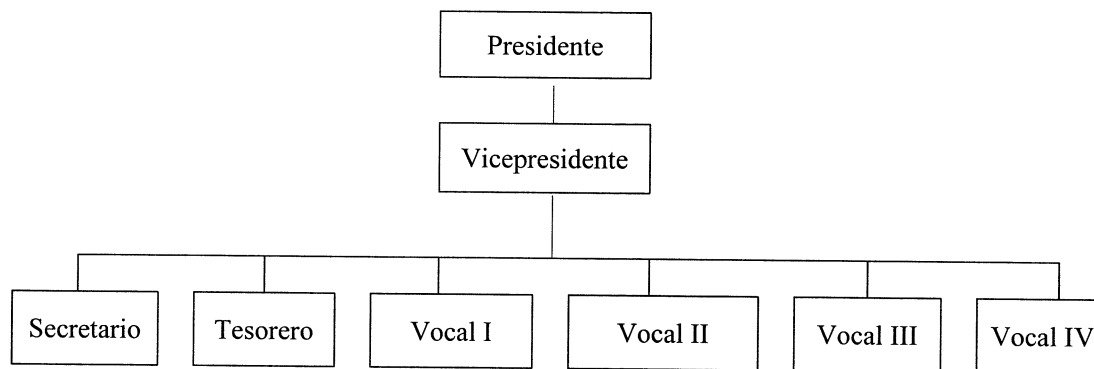 Presidente
Vicepresidente
Secretario
Tesorero
Vocal I
Vocal II
Vocal III
Vocal IV